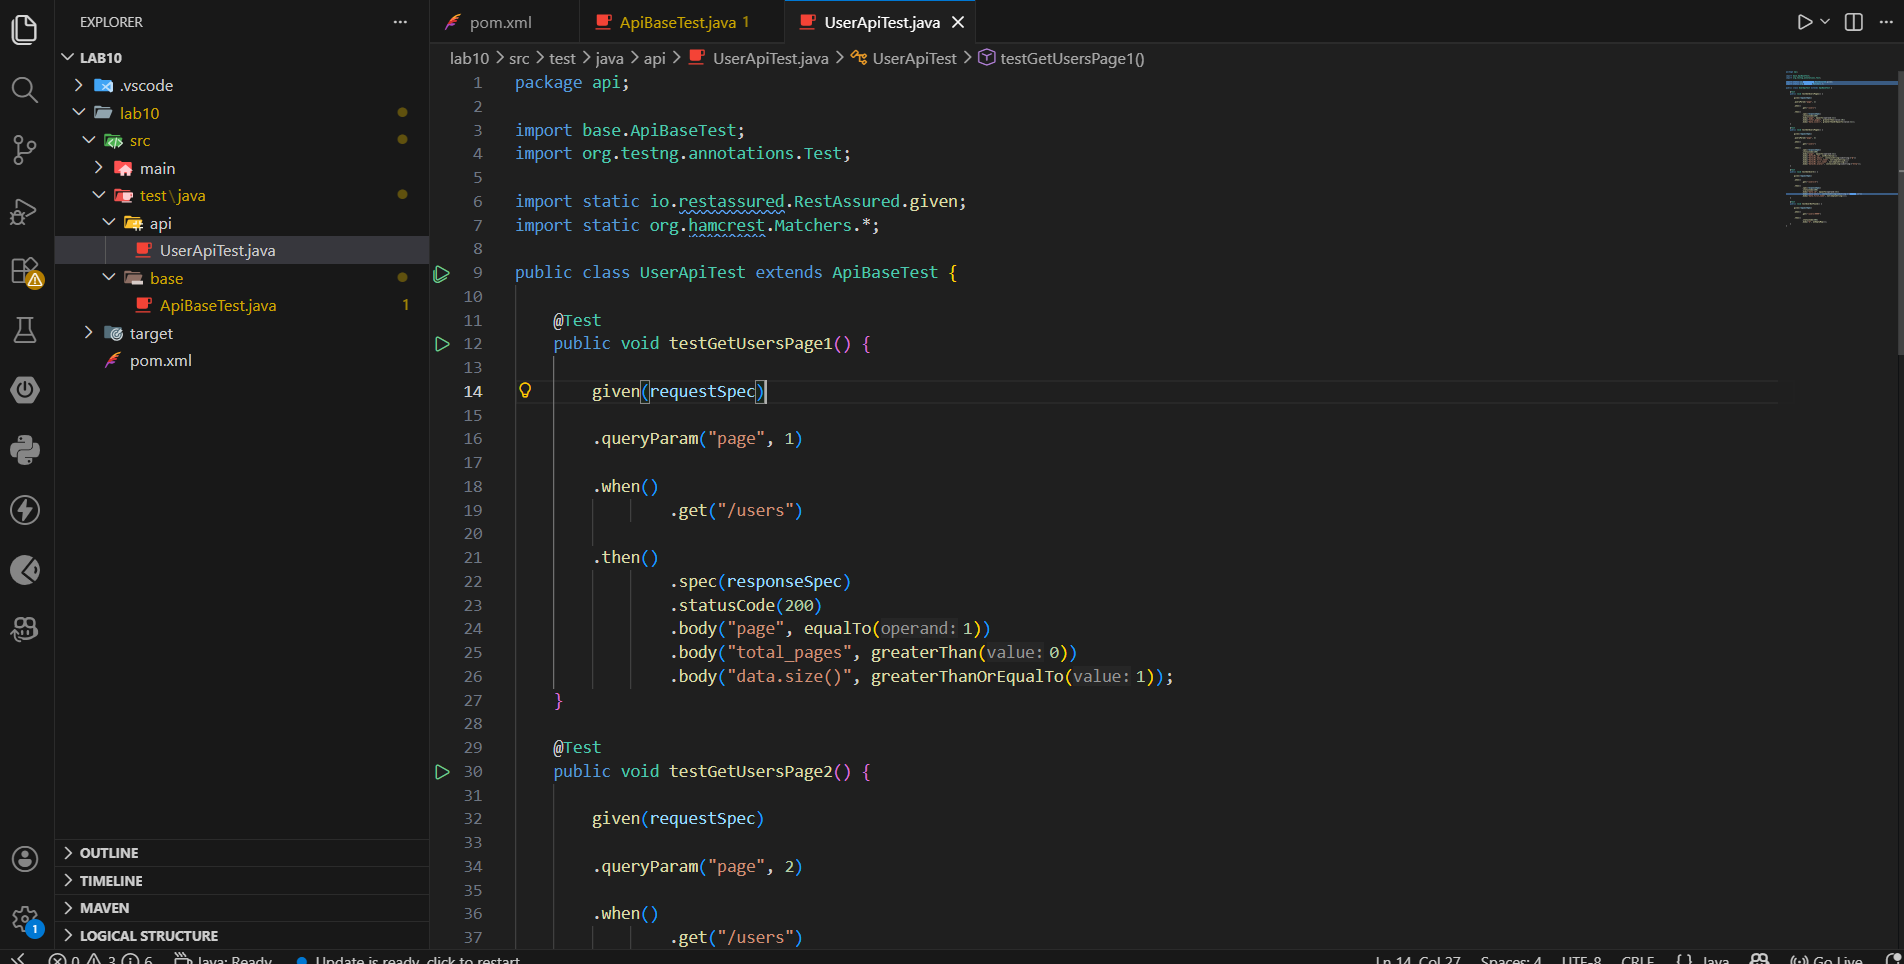 EXPLORER
LAB10
.vscode
lab10
src
main
test\java
api
UserApiTest.java
base
ApiBaseTest.java 1
target
pom.xml
OUTLINE
TIMELINE
MAVEN
LOGICAL STRUCTURE
pom.xml
ApiBaseTest.java 1
UserApiTest.java
lab10 > src > test > java > api > UserApiTest.java > UserApiTest > testGetUsersPage1()
1 package api;
2
3 import base.ApiBaseTest;
4 import org.testng.annotations.Test;
5
6 import static io.restassured.RestAssured.given;
7 import static org.hamcrest.Matchers.*;
8
9 public class UserApiTest extends ApiBaseTest {
10
11 @Test
12 public void testGetUsersPage1() {
13
14 given(requestSpec)
15
16 .queryParam("page", 1)
17
18 .when()
19 .get("/users")
20
21 .then()
22 .spec(responseSpec)
23 .statusCode(200)
24 .body("page", equalTo(operand: 1))
25 .body("total_pages", greaterThan(value: 0))
26 .body("data.size()", greaterThanOrEqualTo(value: 1));
27 }
28
29 @Test
30 public void testGetUsersPage2() {
31
32 given(requestSpec)
33
34 .queryParam("page", 2)
35
36 .when()
37 .get("/users")
1
0 3 6 Java: Ready Update is ready, click to restart Ln 14, Col 27 Spaces: 4 UTF-8 CRLF {} Java Go Live